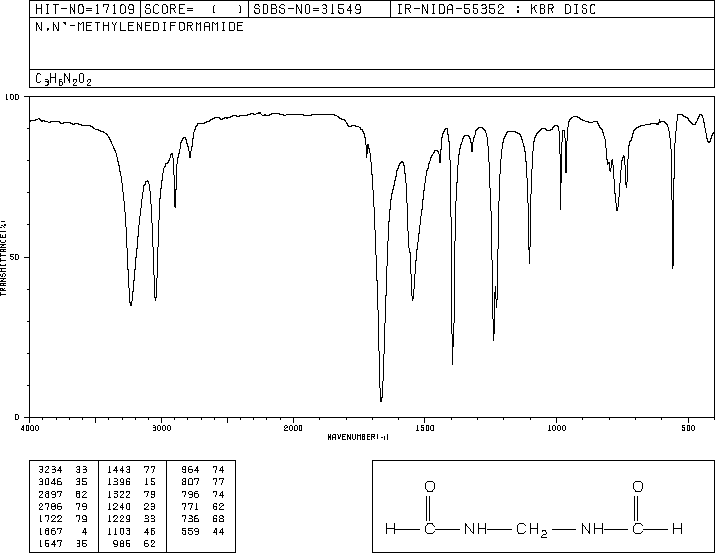 HIT-NO=17109 SCORE= ( ) SDBS-NO=31549 IR-NIDA-55352 : KBR DISC
N,N'-METHYLENEDIFORMAMIDE
C3H6N2O2
100
50
0
TRANSMITTANCE(%)
4000 3000 2000 1500 1000 500
WAVENUMBER(-1)
3234 33 1443 77 964 74
3046 35 1396 15 807 77
2897 62 1322 79 796 74
2786 79 1240 23 771 62
1722 79 1229 33 736 68
1667 4 1103 46 559 44
1547 35 986 62
O O
H C NH CH2 NH C H